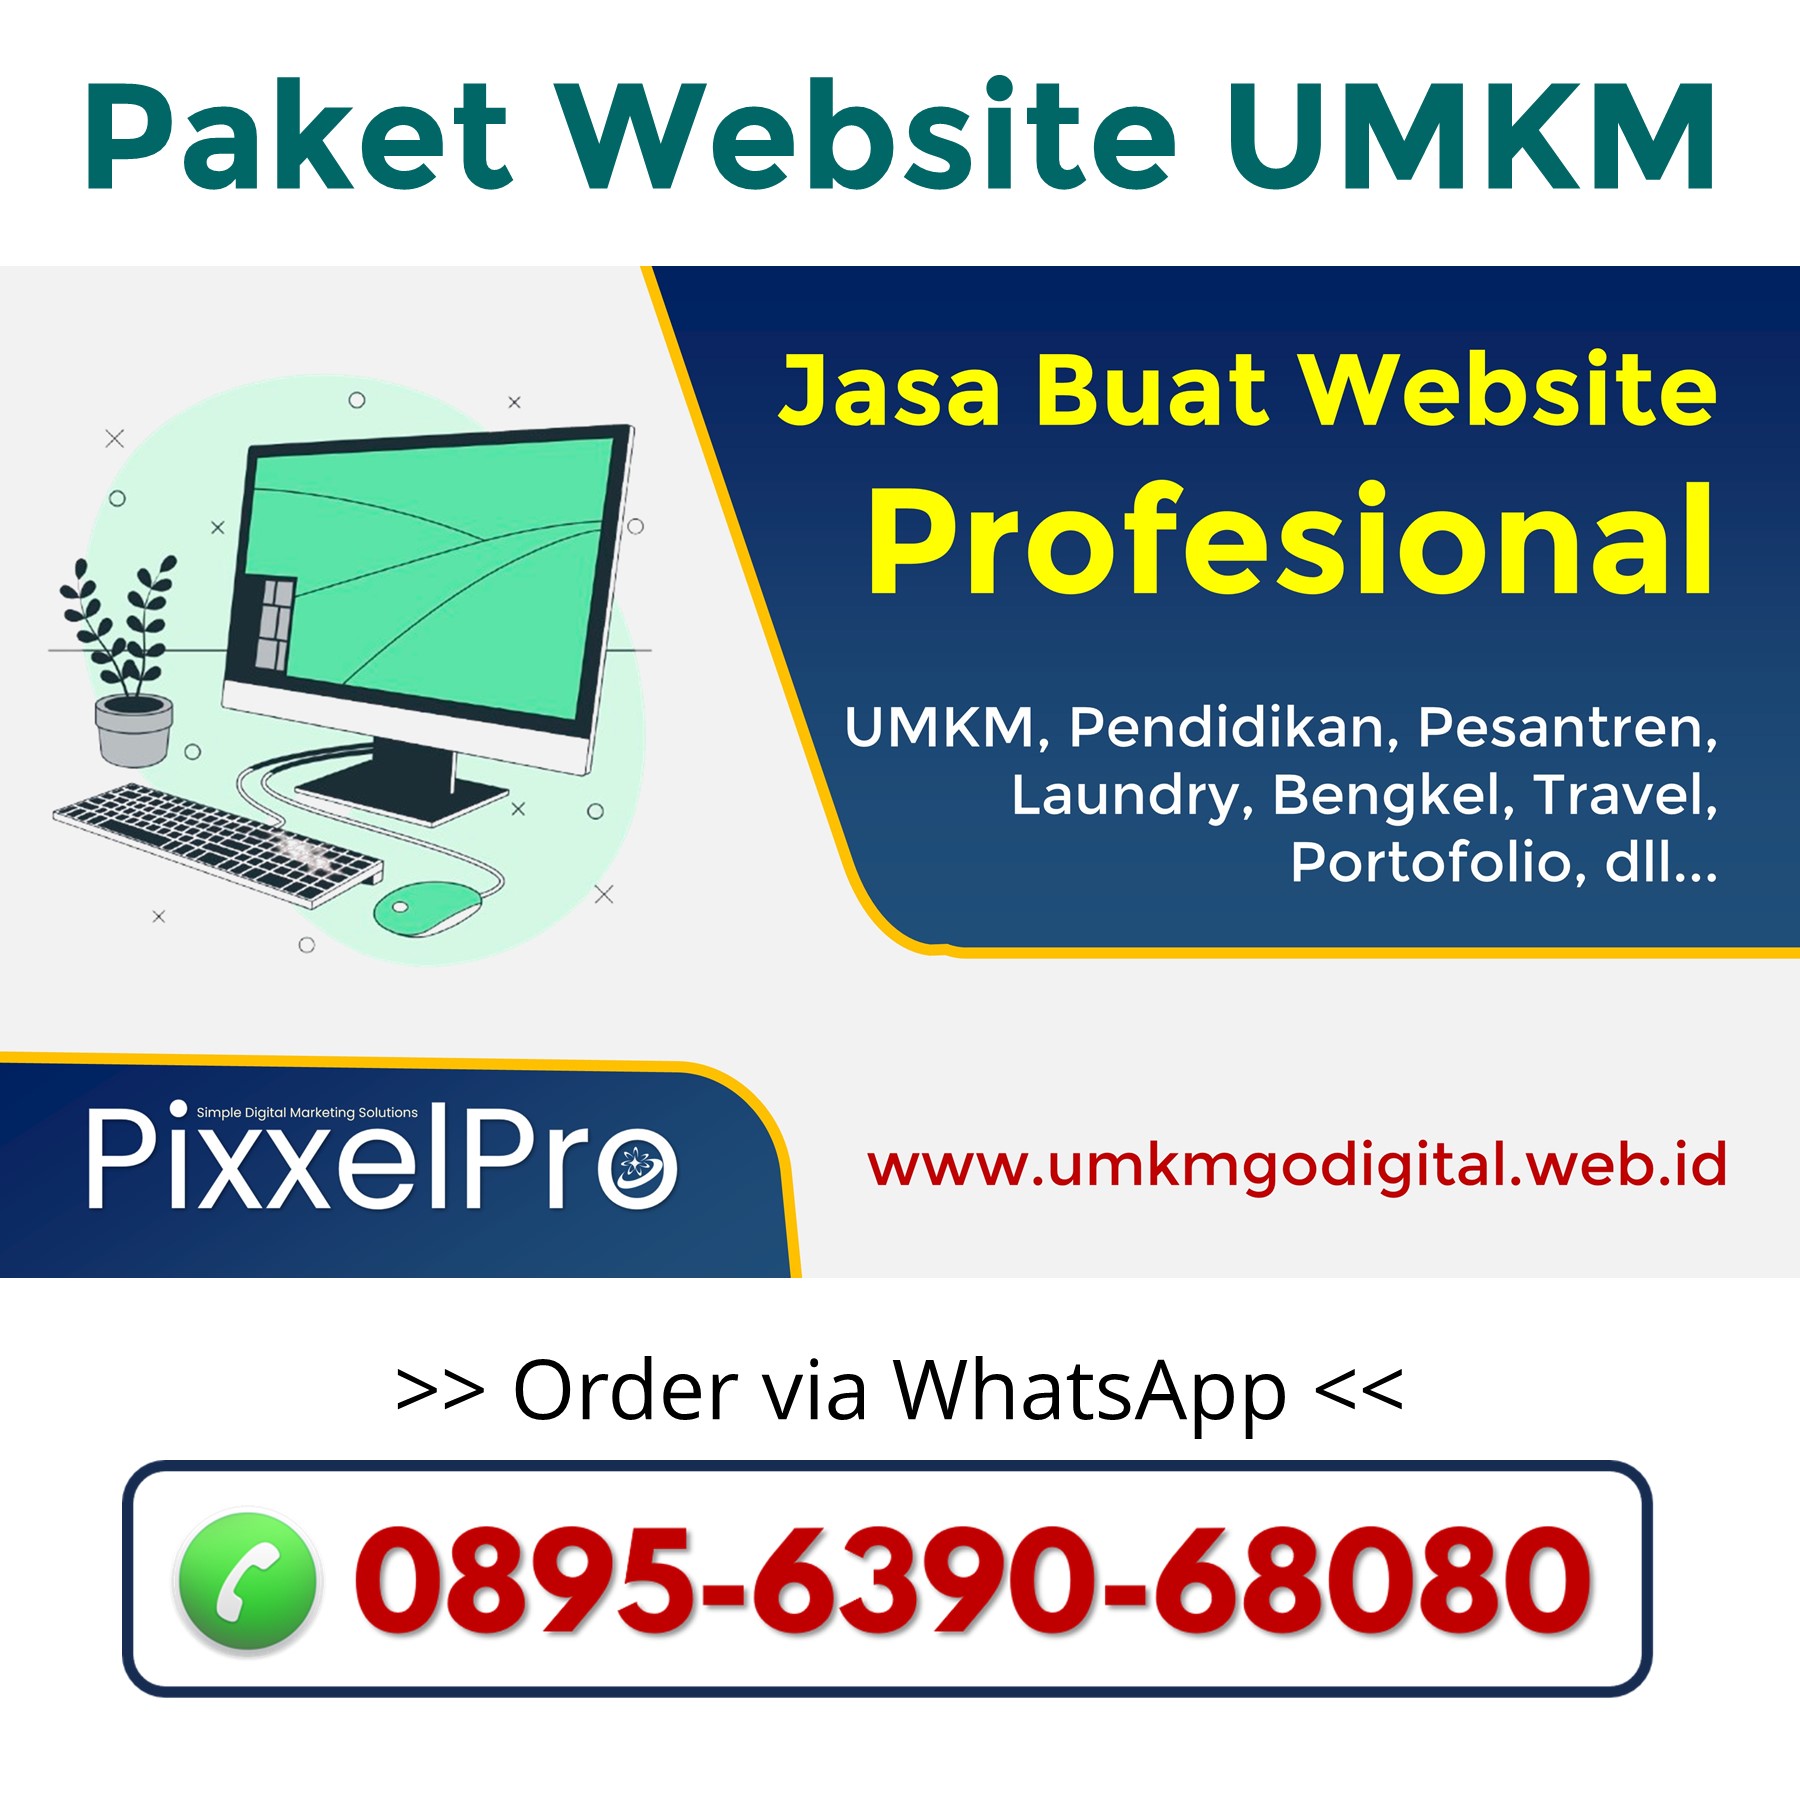 Paket Website UMKM
Jasa Buat Website
Profesional
UMKM, Pendidikan, Pesantren,
Laundry, Bengkel, Travel,
Portofolio, dll...
Simple Digital Marketing Solutions
PixxelPro
www.umkmgodigital.web.id
>> Order via WhatsApp <<
0895-6390-68080